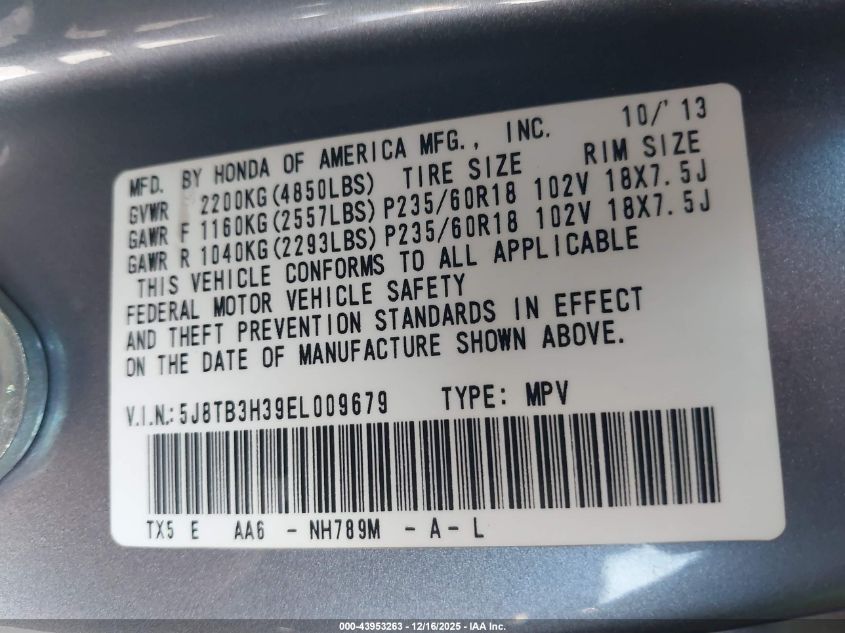 MFD. BY HONDA OF AMERICA MFG., INC. 10/'13
GVWR 2200KG(4850LBS) TIRE SIZE RIM SIZE
GAWR F 1160KG(2557LBS) P235/60R18 102V 18X7.5J
GAWR R 1040KG(2293LBS) P235/60R18 102V 18X7.5J
THIS VEHICLE CONFORMS TO ALL APPLICABLE
FEDERAL MOTOR VEHICLE SAFETY
AND THEFT PREVENTION STANDARDS IN EFFECT
ON THE DATE OF MANUFACTURE SHOWN ABOVE.
V.I.N.: 5J8TB3H39EL009679 TYPE: MPV
TX5 E AA6 - NH789M - A - L
000-43953263 - 12/16/2025 - IAA Inc.